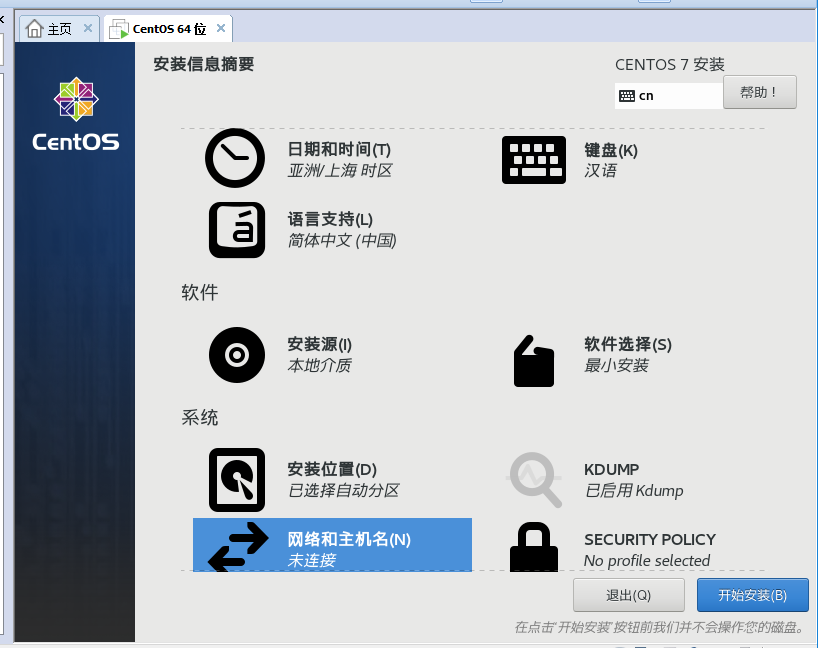 主页
CentOS 64 位
安装信息摘要
CENTOS 7 安装
cn
帮助！
CentOS
日期和时间(T)
亚洲/上海 时区
键盘(K)
汉语
语言支持(L)
简体中文 (中国)
软件
安装源(I)
本地介质
软件选择(S)
最小安装
系统
安装位置(D)
已选择自动分区
KDUMP
已启用 Kdump
网络和主机名(N)
未连接
SECURITY POLICY
No profile selected
退出(Q)
开始安装(B)
在点击'开始安装'按钮前我们并不会操作您的磁盘。